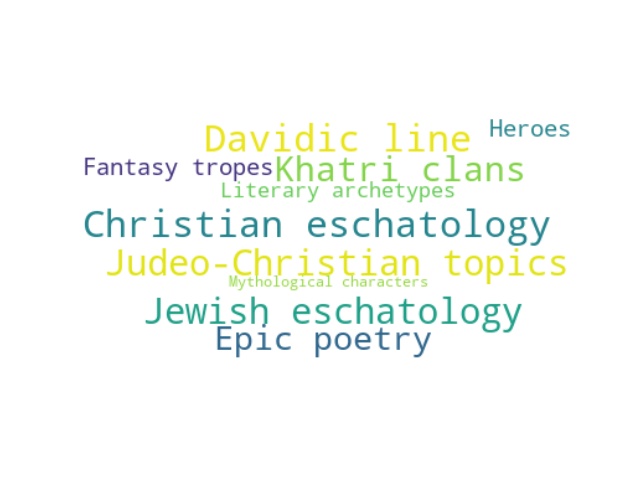 Davidic line
Heroes
Fantasy tropes
Khatri clans
Literary archetypes
Christian eschatology
Judeo-Christian topics
Mythological characters
Jewish eschatology
Epic poetry